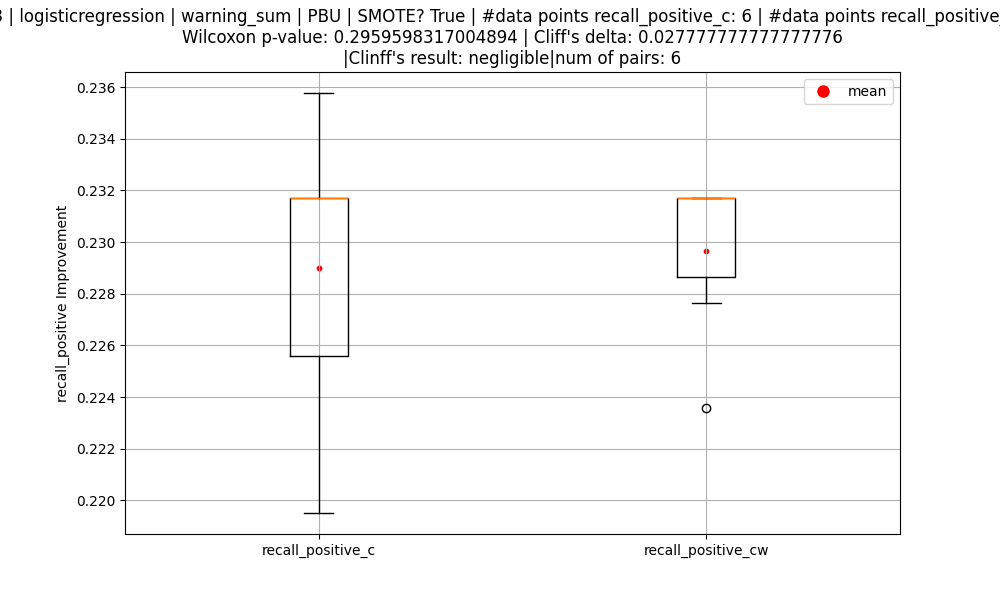 | logisticregression | warning_sum | PBU | SMOTE? True | #data points recall_positive_c: 6 | #data points recall_positive_
Wilcoxon p-value: 0.2959598317004894 | Cliff's delta: 0.027777777777777776
|Clinff's result: negligible|num of pairs: 6
mean
0.236
0.234
0.232
0.230
0.228
0.226
0.224
0.222
0.220
recall_positive Improvement
recall_positive_c
recall_positive_cw